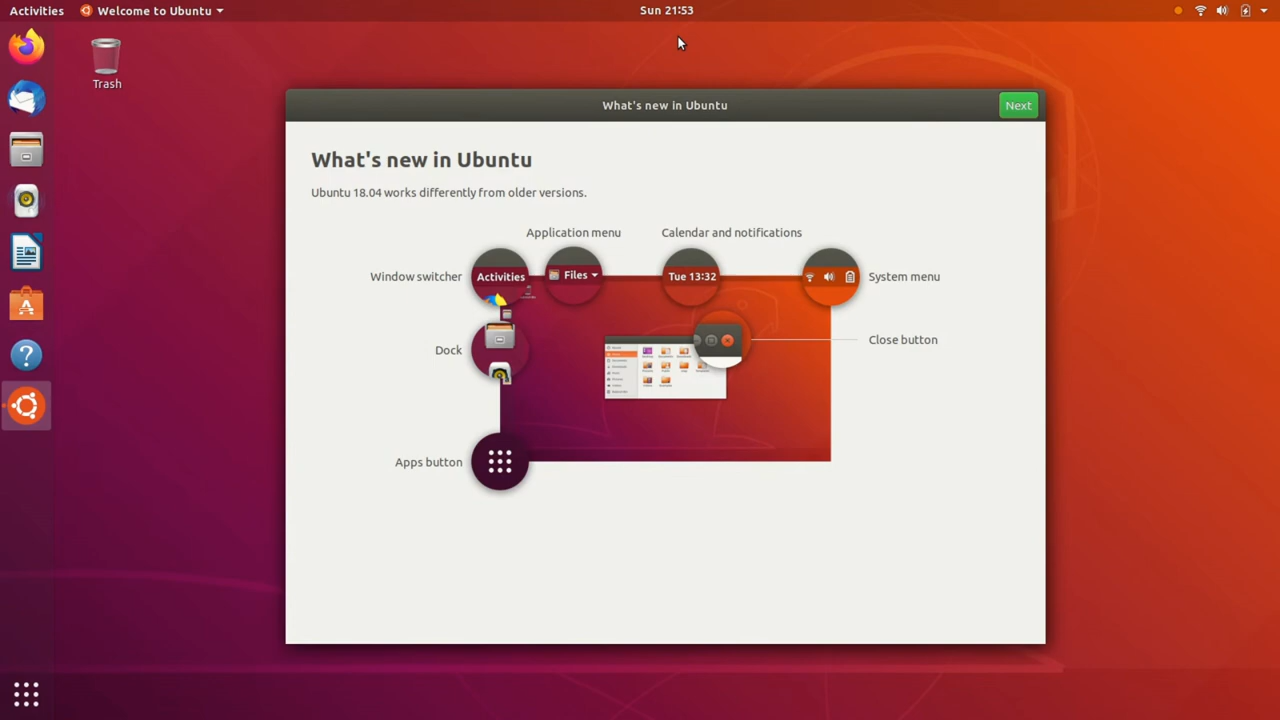 Activities
Welcome to Ubuntu
Sun 21:53
Trash
What's new in Ubuntu
Next
What's new in Ubuntu
Ubuntu 18.04 works differently from older versions.
Application menu
Calendar and notifications
Window switcher
Activities
Files
Tue 13:32
System menu
Dock
Close button
Apps button